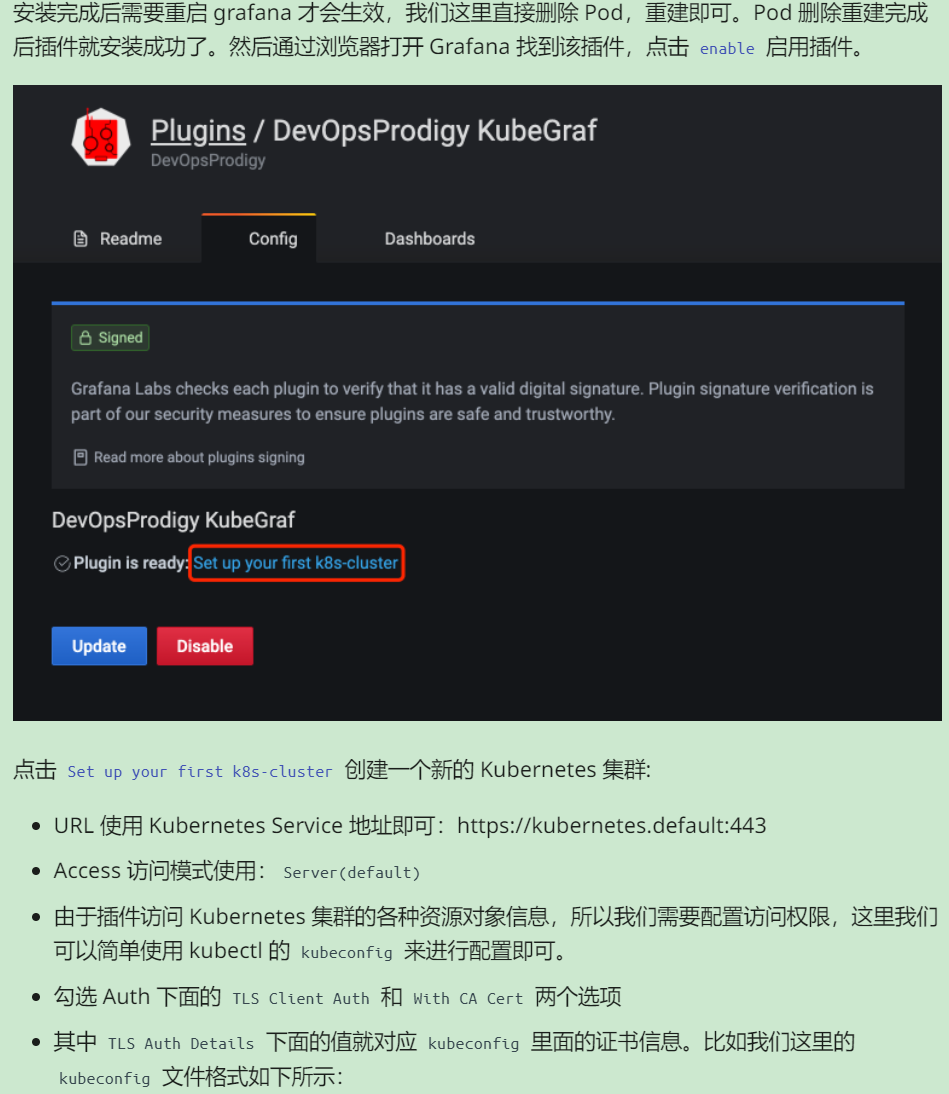 安装完成后需要重启 grafana 才会生效，我们这里直接删除 Pod，重建即可。Pod 删除重建完成
后插件就安装成功了。然后通过浏览器打开 Grafana 找到该插件，点击 enable 启用插件。
Plugins / DevOpsProdigy KubeGraf
DevOpsProdigy
Readme Config Dashboards
Signed
Grafana Labs checks each plugin to verify that it has a valid digital signature. Plugin signature verification is
part of our security measures to ensure plugins are safe and trustworthy.
Read more about plugins signing
DevOpsProdigy KubeGraf
Plugin is ready: Set up your first k8s-cluster
Update Disable
点击 Set up your first k8s-cluster 创建一个新的 Kubernetes 集群:
• URL 使用 Kubernetes Service 地址即可：https://kubernetes.default:443
• Access 访问模式使用： Server(default)
• 由于插件访问 Kubernetes 集群的各种资源对象信息，所以我们需要配置访问权限，这里我们
可以简单使用 kubectl 的 kubeconfig 来进行配置即可。
• 勾选 Auth 下面的 TLS Client Auth 和 With CA Cert 两个选项
• 其中 TLS Auth Details 下面的值就对应 kubeconfig 里面的证书信息。比如我们这里的
kubeconfig 文件格式如下所示：